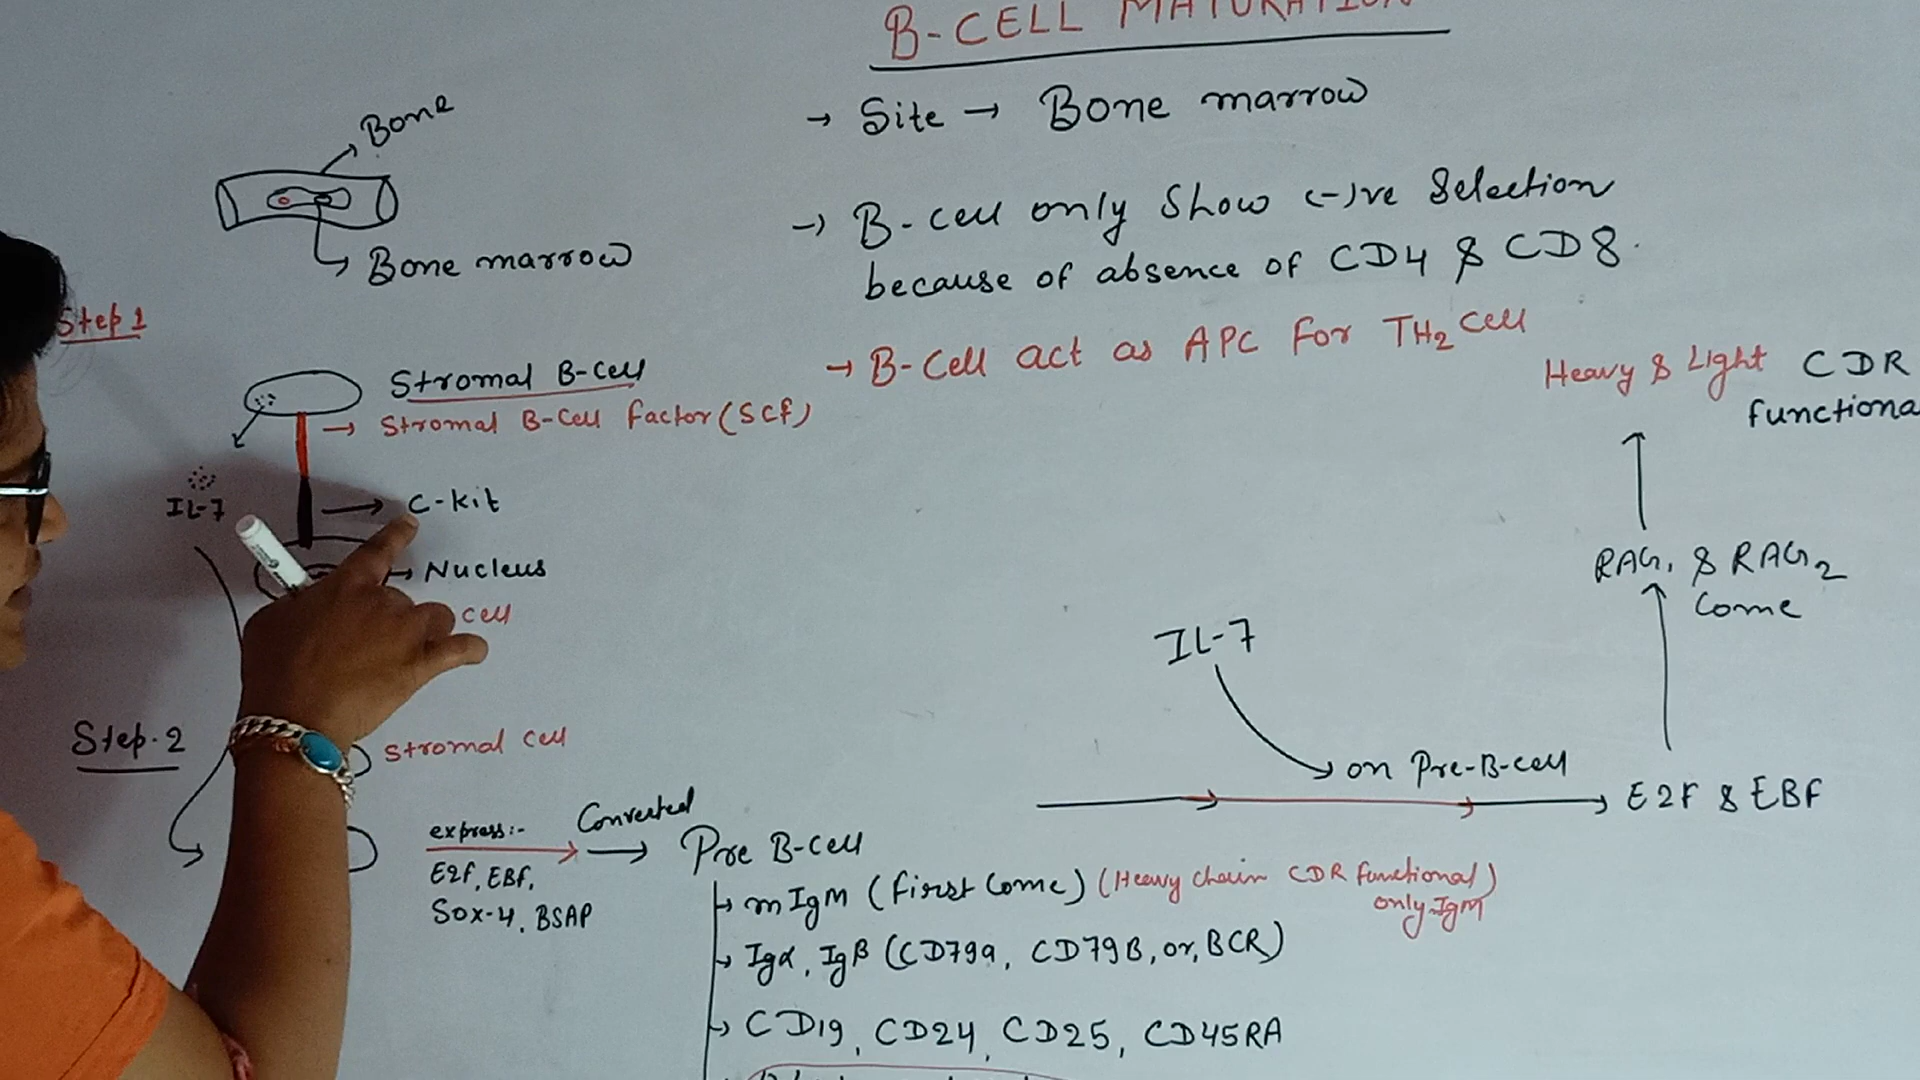 B-CELL MATURATION
→ Site → Bone marrow
→ B-cell only Show (-)ve Selection
because of absence of CD4 & CD8.
→ B-Cell act as APC For TH2 Cell
Bone
Bone marrow
Step 1
Stromal B-cell
→ Stromal B-Cell factor (SCF)
IL-7
C-kit
Nucleus
cell
Step-2
Stromal cell
express:-
E2F, EBF,
Sox-4, BSAP
Converted
Pre B-cell
mIgM (first Come) (Heavy Chain CDR functional)
only IgM
Igα, Igβ (CD79a, CD79B, or, BCR)
CD19, CD24, CD25, CD45RA
IL-7
on Pre-B-cell
E2F & EBF
RAG1 & RAG2
Come
Heavy & Light CDR
functiona